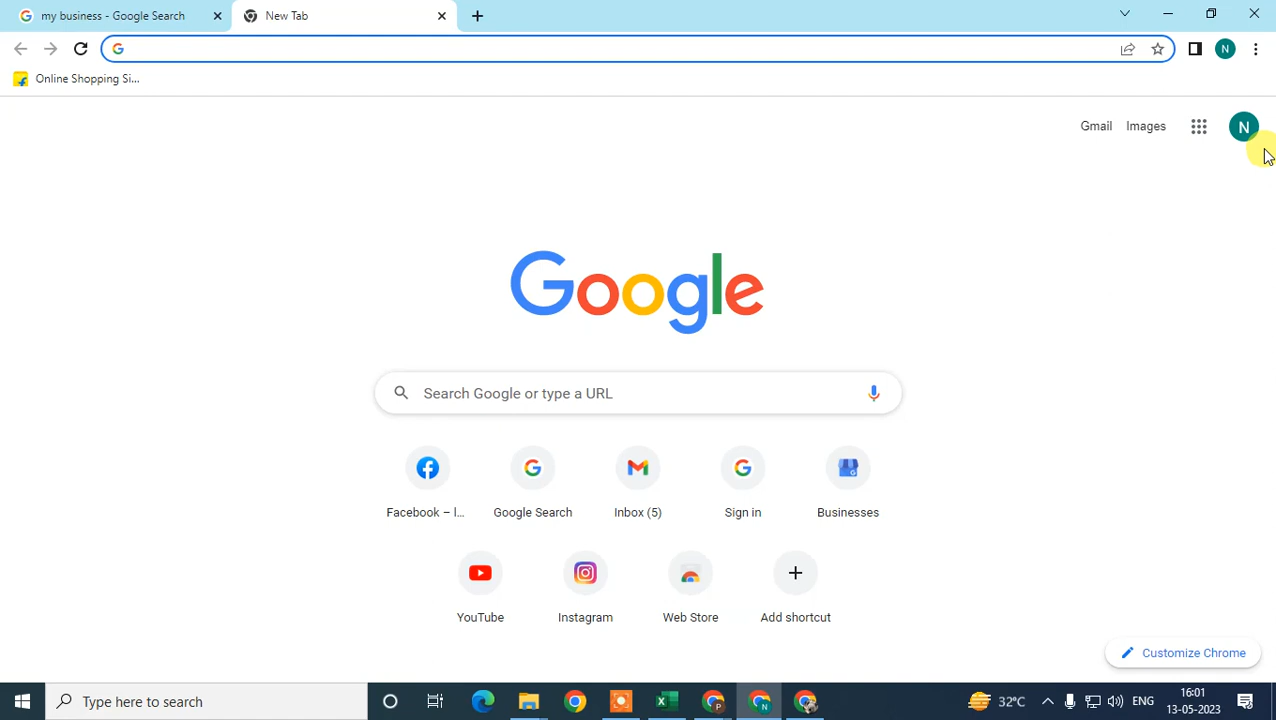 my business - Google Search
New Tab
N
Online Shopping Si...
Gmail
Images
N
Google
Search Google or type a URL
Facebook – l...
Google Search
Inbox (5)
Sign in
Businesses
YouTube
Instagram
Web Store
Add shortcut
Customize Chrome
Type here to search
P
N
32°C
ENG
16:01
13-05-2023